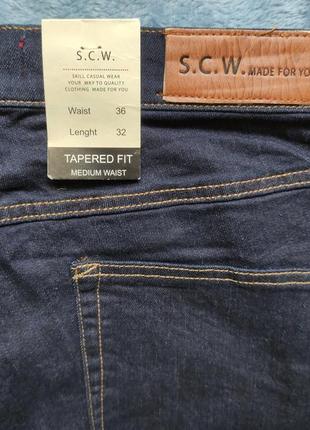 S.C.W.
SKILL CASUAL WEAR
YOUR WAY TO QUALITY
CLOTHING MADE FOR YOU
Waist 36
Lenght 32
TAPERED FIT
MEDIUM WAIST
S.C.W. MADE FOR YO